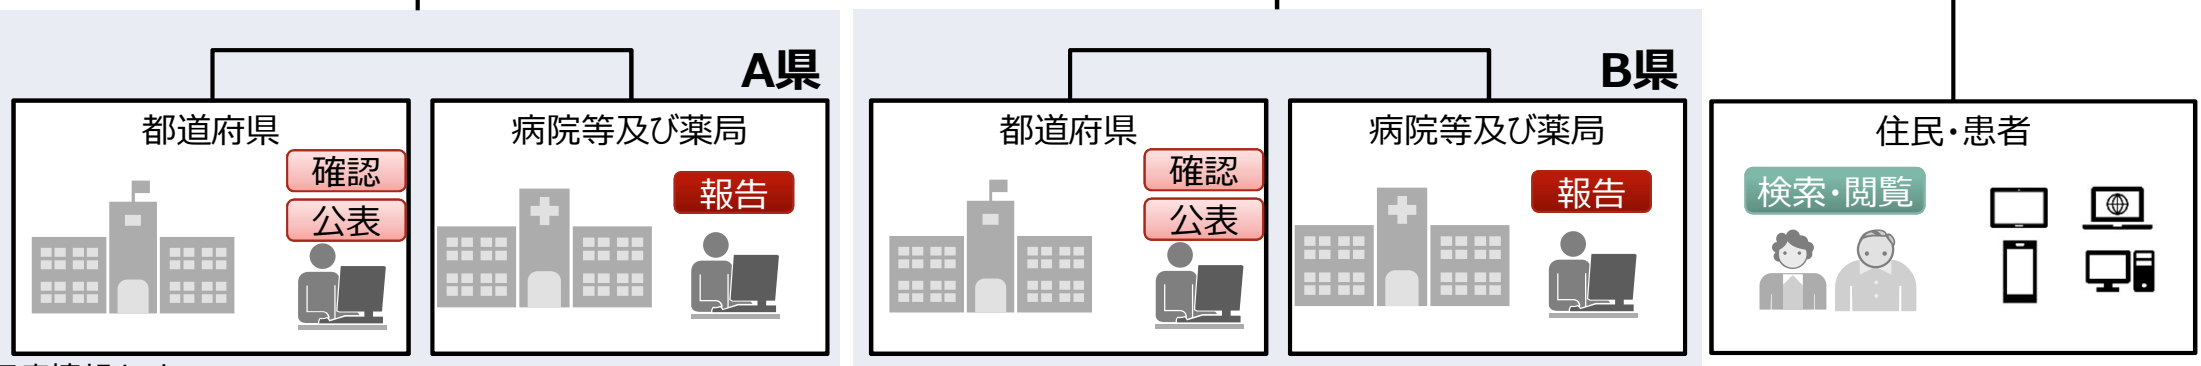 A県
都道府県
確認
公表
病院等及び薬局
報告
B県
都道府県
確認
公表
病院等及び薬局
報告
住民・患者
検索・閲覧